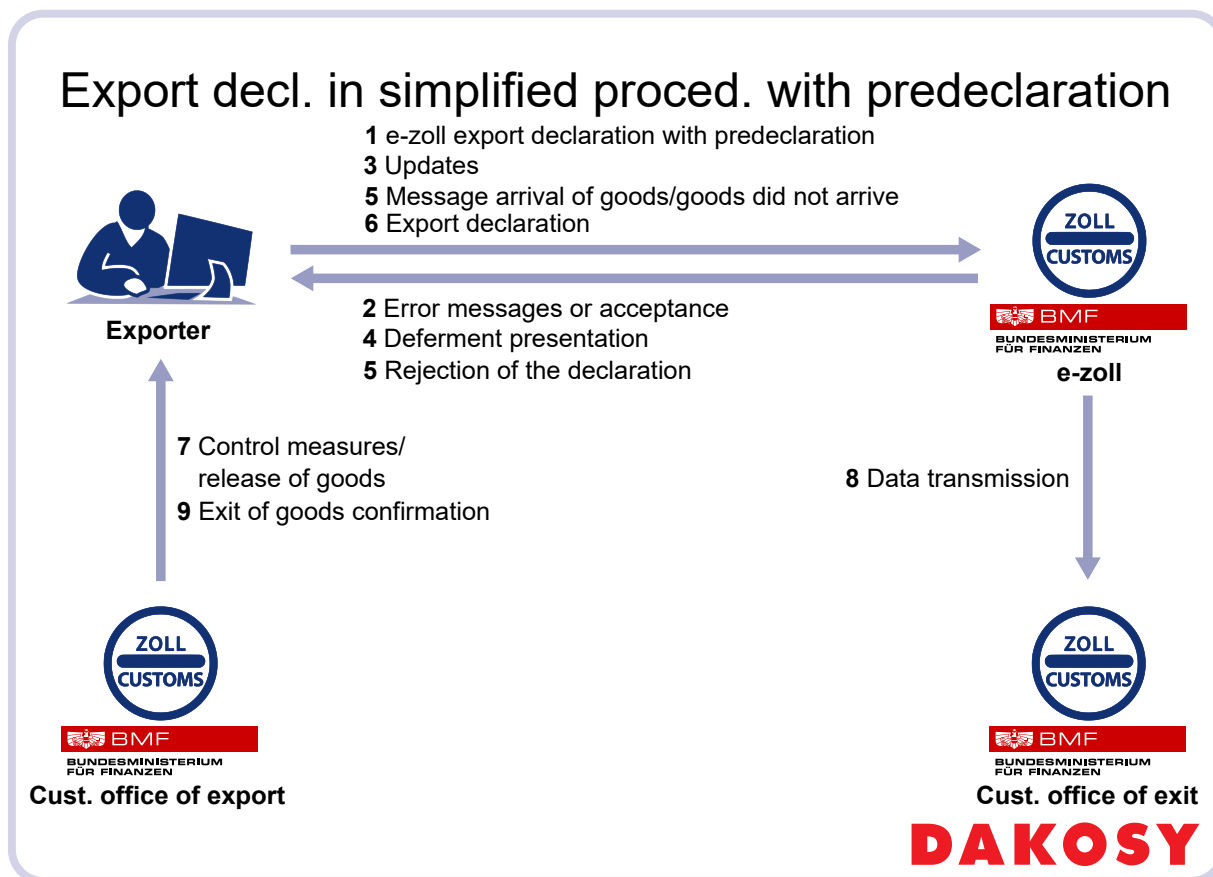 Export decl. in simplified proced. with predeclaration
1 e-zoll export declaration with predeclaration
3 Updates
5 Message arrival of goods/goods did not arrive
6 Export declaration
2 Error messages or acceptance
4 Deferment presentation
5 Rejection of the declaration
Exporter
ZOLL
CUSTOMS
BMF
BUNDESMINISTERIUM
FÜR FINANZEN
e-zoll
7 Control measures/
release of goods
9 Exit of goods confirmation
8 Data transmission
ZOLL
CUSTOMS
BMF
BUNDESMINISTERIUM
FÜR FINANZEN
Cust. office of export
ZOLL
CUSTOMS
BMF
BUNDESMINISTERIUM
FÜR FINANZEN
Cust. office of exit
DAKOSY